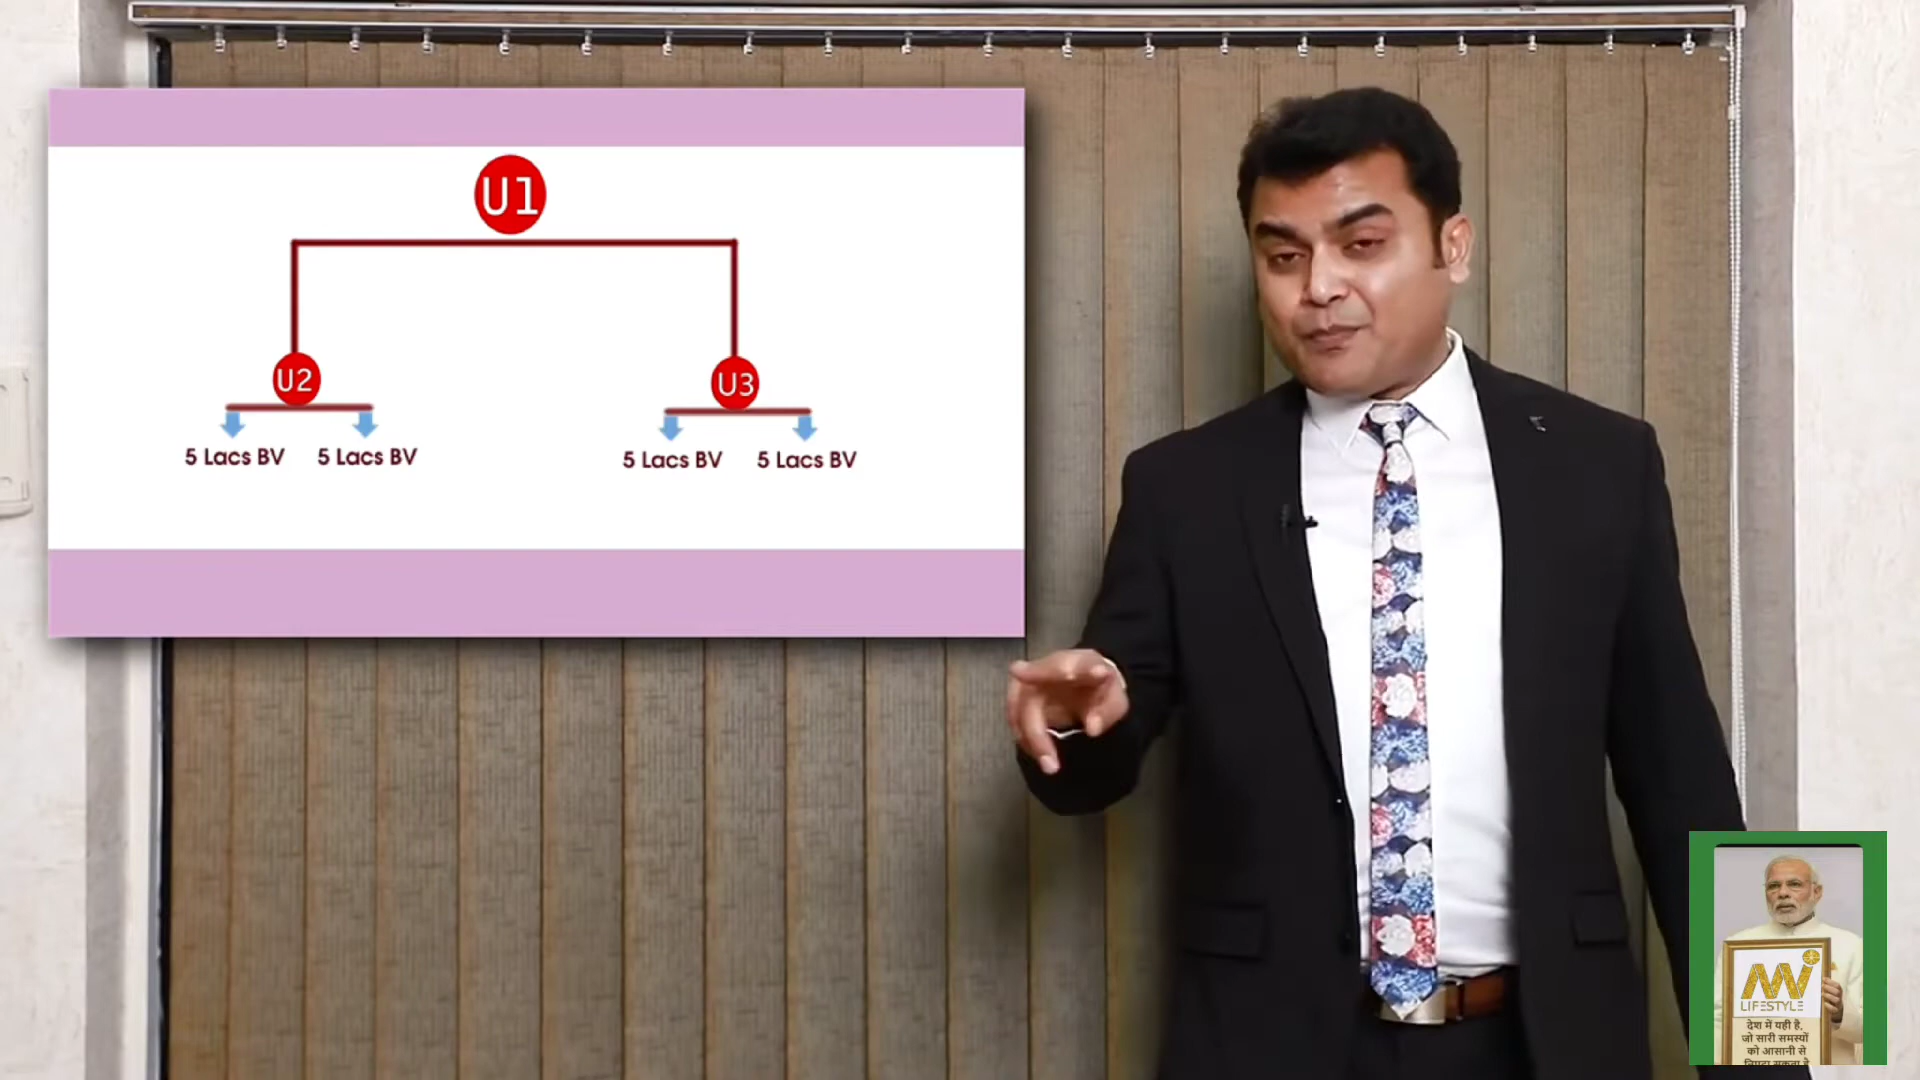 U1
U2
U3
5 Lacs BV 5 Lacs BV
5 Lacs BV 5 Lacs BV
LIFESTYLE
देश में यही है,
जो सारी समस्यों
को आसानी से